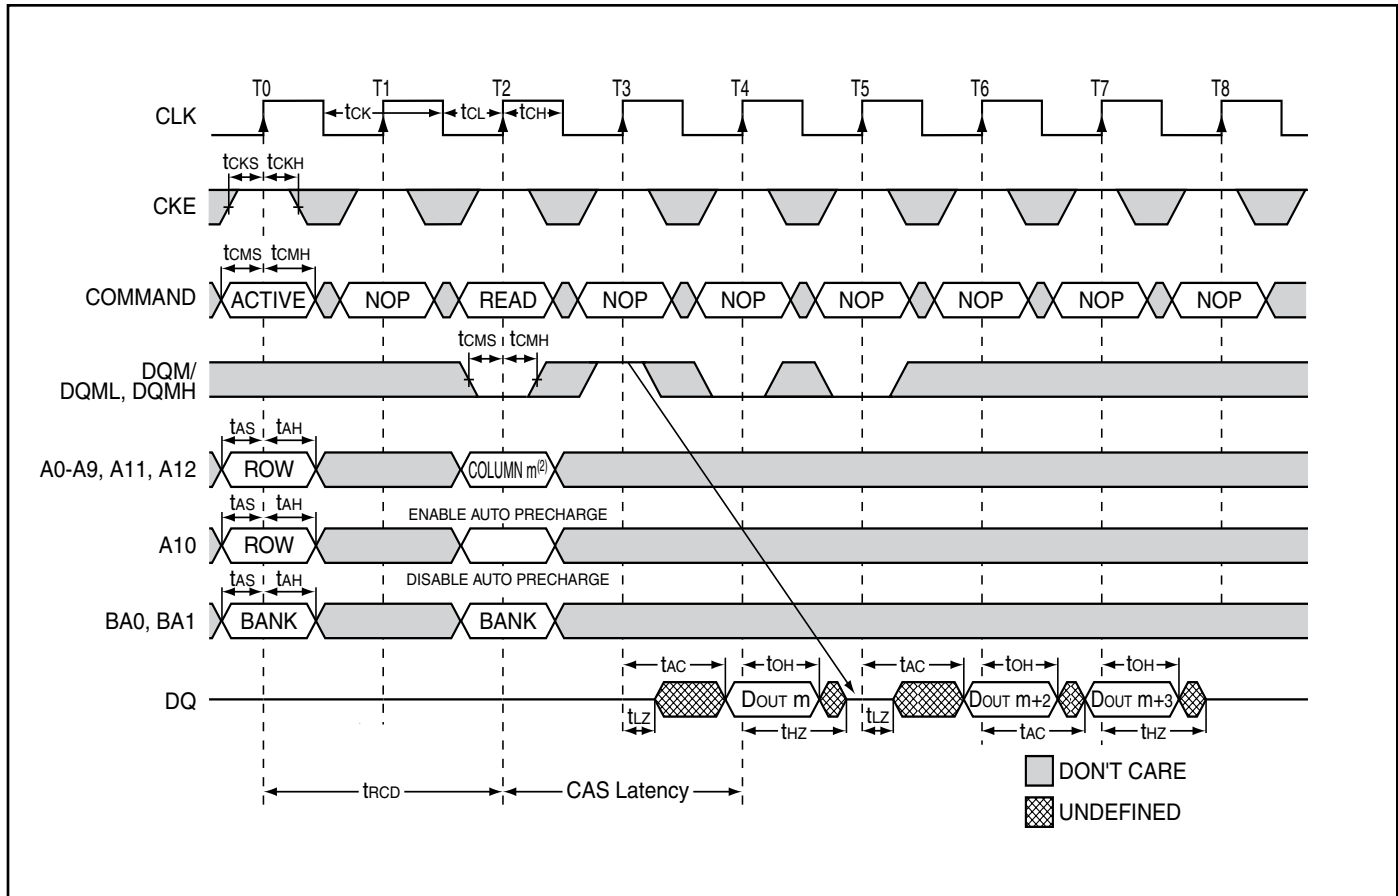 T0 T1 T2 T3 T4 T5 T6 T7 T8
CLK tCK tCL tCH
tCKS tCKH
CKE
tCMS tCMH
COMMAND ACTIVE NOP READ NOP NOP NOP NOP NOP NOP
tCMS tCMH
DQM/
DQML, DQMH
tAS tAH
A0-A9, A11, A12 ROW COLUMN m(2)
tAS tAH ENABLE AUTO PRECHARGE
A10 ROW
tAS tAH DISABLE AUTO PRECHARGE
BA0, BA1 BANK BANK
tAC tOH tAC tOH tOH
DQ DOUT m DOUT m+2 DOUT m+3
tLZ tHZ tLZ tAC tHZ
DON'T CARE
tRCD CAS Latency
UNDEFINED